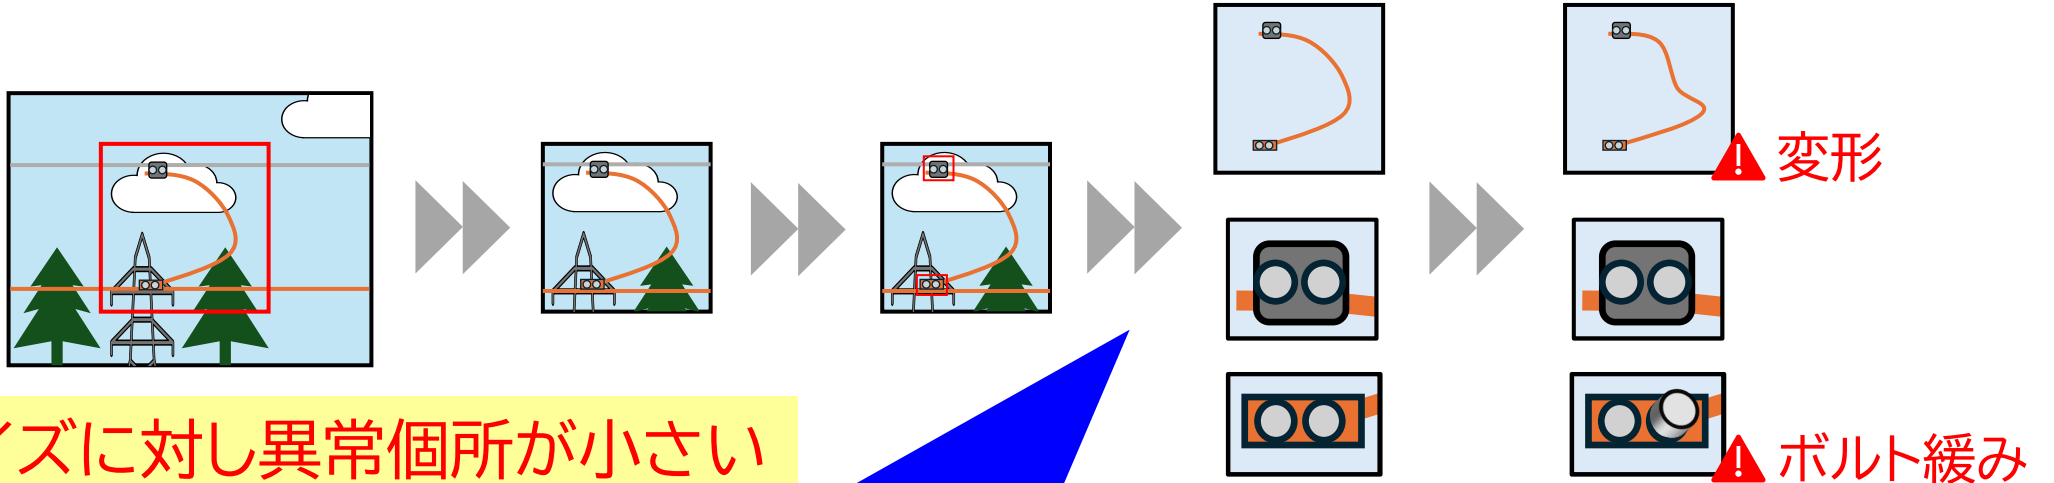 変形
ズに対し異常個所が小さい
ボルト緩み